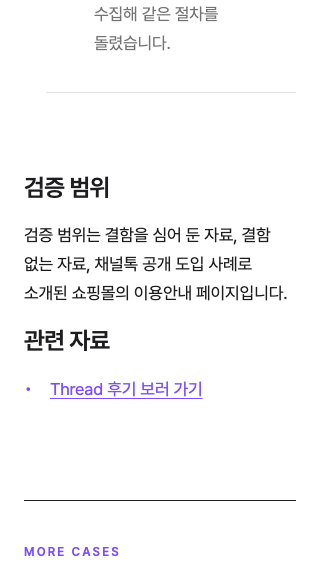 수집해 같은 절차를
돌렸습니다.
검증 범위
검증 범위는 결함을 심어 둔 자료, 결함
없는 자료, 채널톡 공개 도입 사례로
소개된 쇼핑몰의 이용안내 페이지입니다.
관련 자료
• Thread 후기 보러 가기
MORE CASES